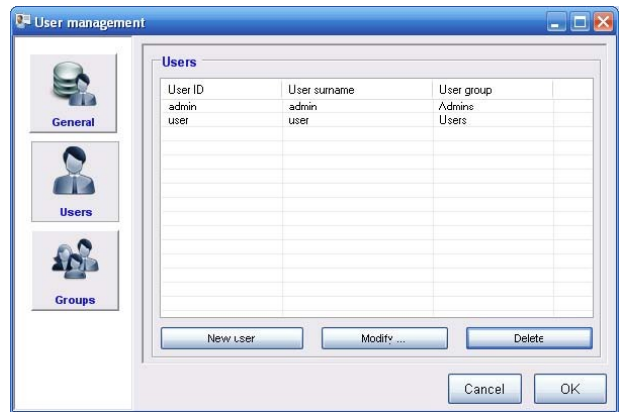 User management
General
Users
Groups
Users
User ID User surname User group
admin admin Admins
user user Users
New user Modify ... Delete
Cancel OK